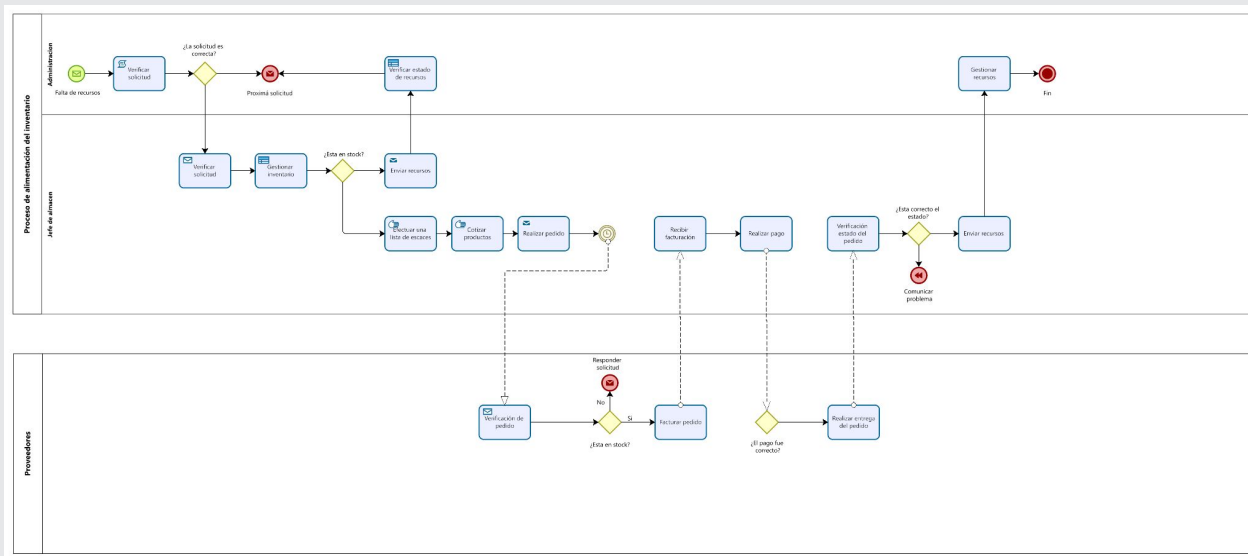 Proceso de alimentación del inventario
Administracion
Falta de recursos
Verificar
solicitud
¿La solicitud es
correcta?
Proximá solicitud
Verificar estado
de recursos
Gestionar
recursos
Fin
Jefe de almacen
Verificar
solicitud
Gestionar
inventario
¿Esta en stock?
Enviar recursos
Efectuar una
lista de escaces
Cotizar
productos
Realizar pedido
Recibir
facturación
Realizar pago
Verificación
estado del
pedido
¿Esta correcto el
estado?
Enviar recursos
Comunicar
problema
Proveedores
Verificación de
pedido
Responder
solicitud
No
Si
¿Esta en stock?
Facturar pedido
¿El pago fue
correcto?
Realizar entrega
del pedido